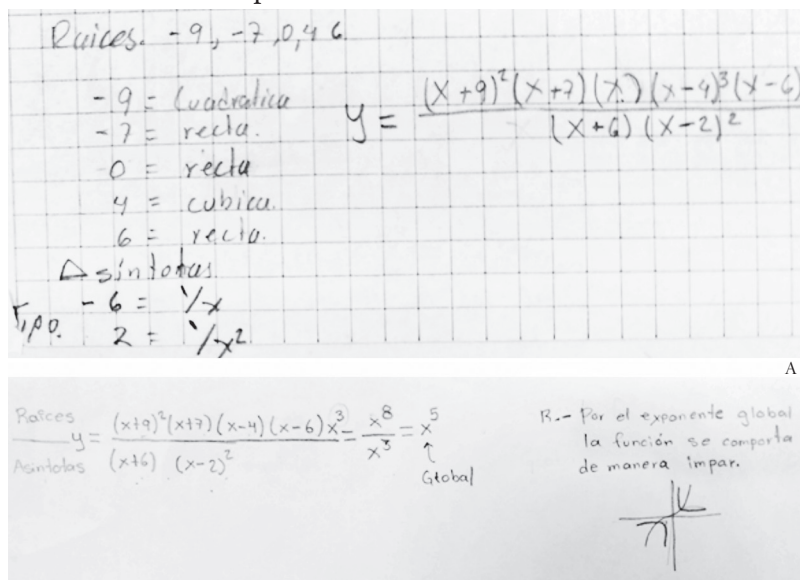 Raices. -9, -7, 0, 4 6
-9 = Cuadratica
-7 = recta.
0 = recta
4 = cubica.
6 = recta.
y = (x+9)²(x+7)(x)(x-4)³(x-6) / (x+6)(x-2)²
Asintotas
Tipo.
-6 = 1/x
2 = 1/x²
A
Raíces
Asíntotas
y = (x+9)²(x+7)(x-4)(x-6)x³ / (x+6)(x-2)² = x⁸ / x³ = x⁵
↑
Global
R.- Por el exponente global
la función se comporta
de manera impar.